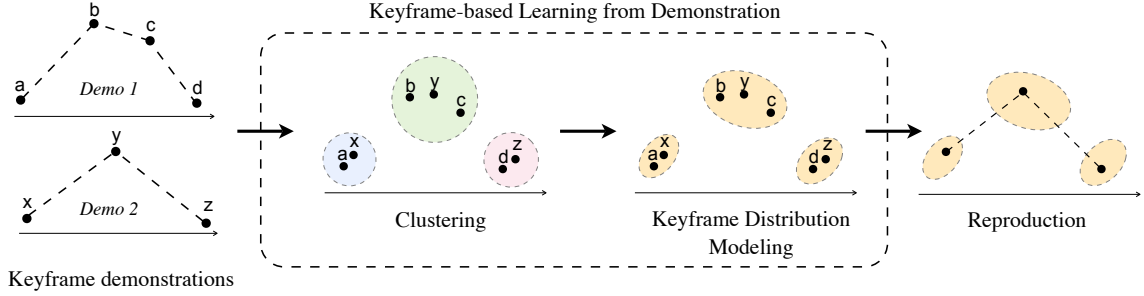 Keyframe-based Learning from Demonstration
b
c
a
d
Demo 1
y
x
z
Demo 2
Keyframe demonstrations
b
y
c
x
a
z
d
Clustering
b
y
c
x
a
z
d
Keyframe Distribution
Modeling
Reproduction